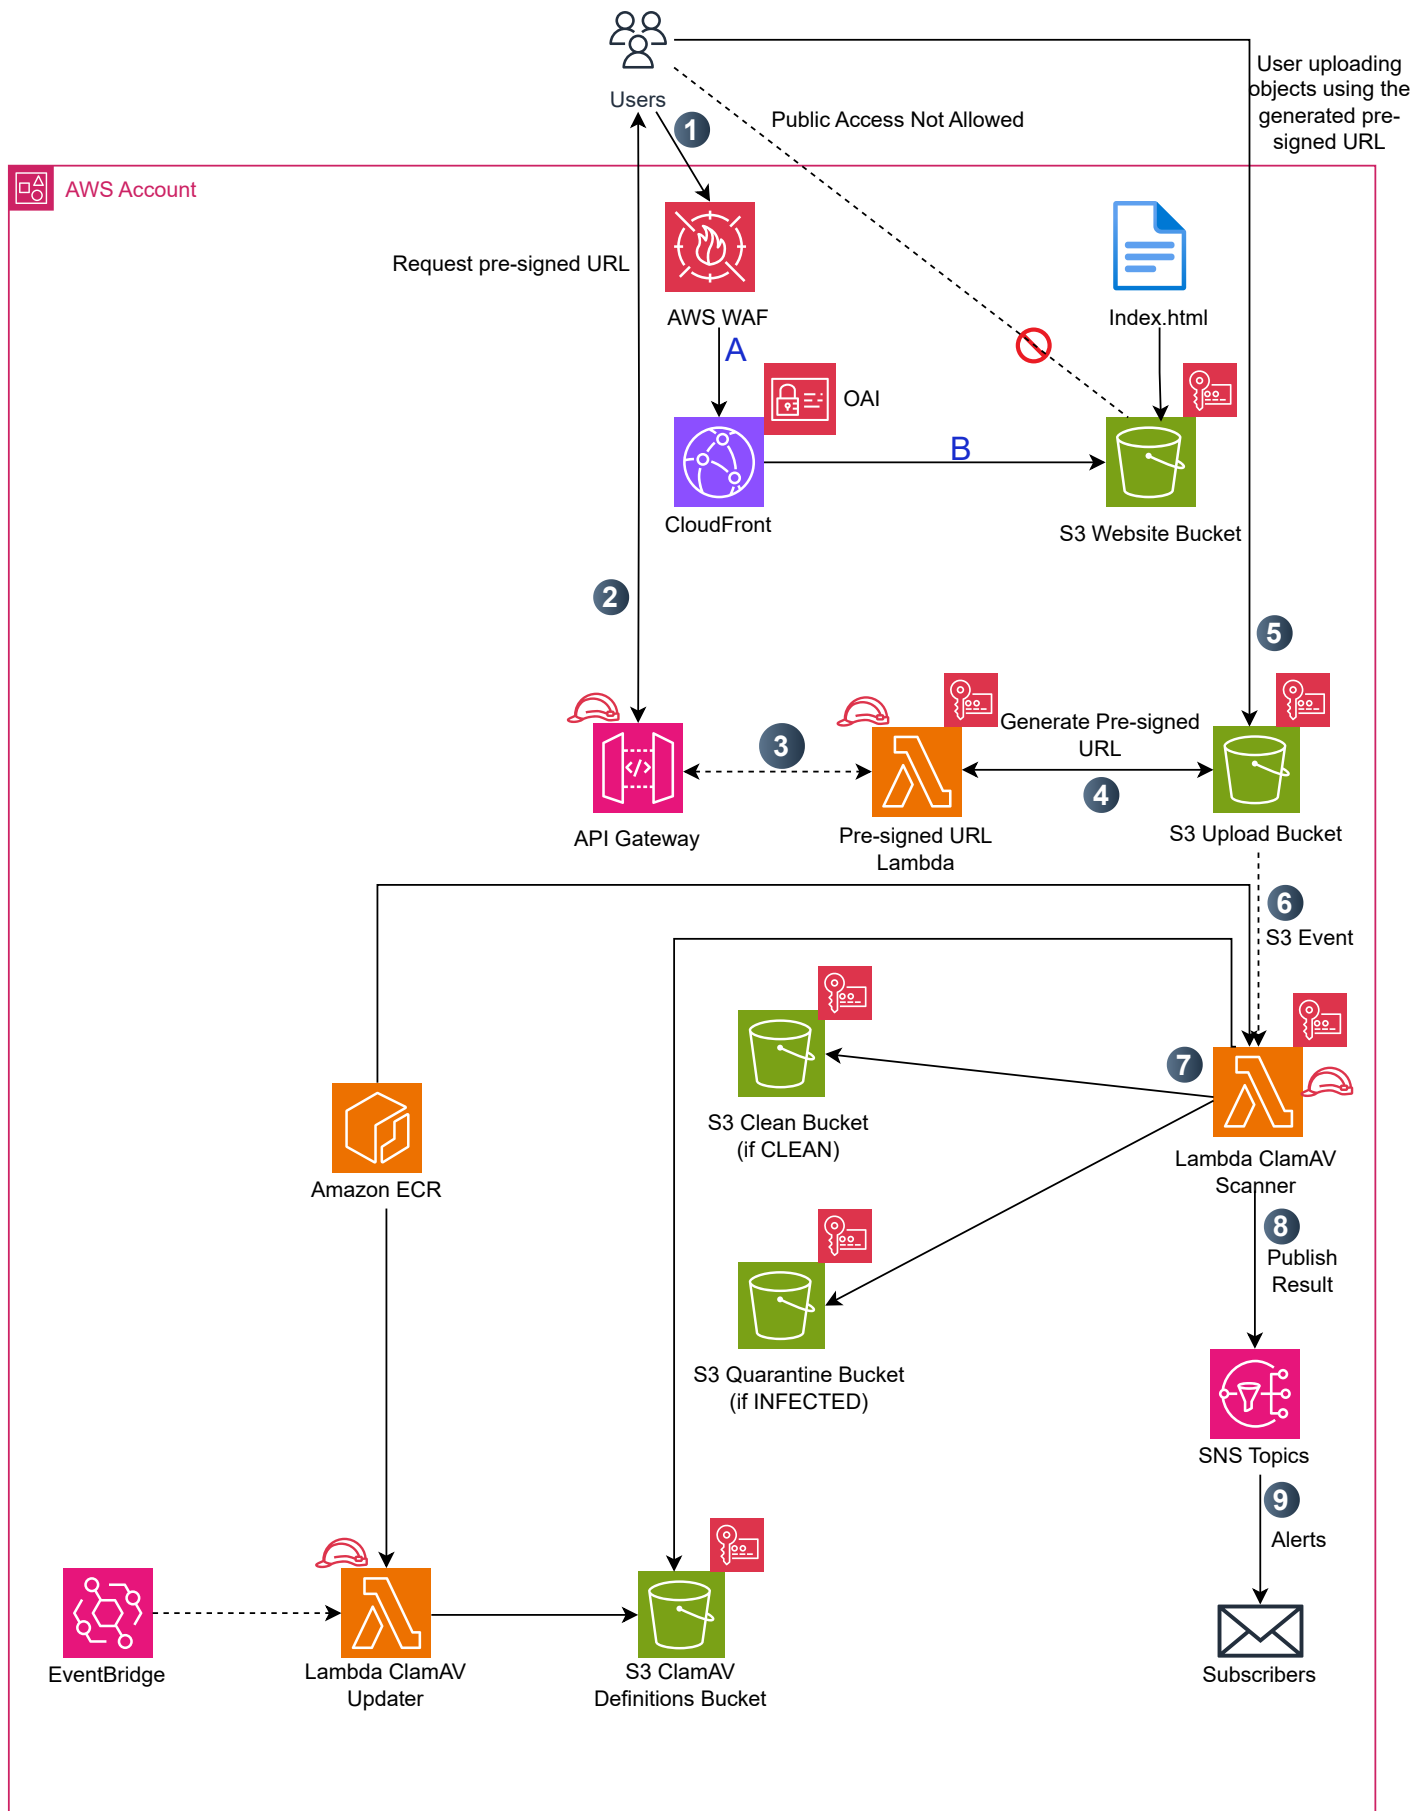 Users
1
Public Access Not Allowed
User uploading
objects using the
generated pre-
signed URL
AWS Account
Request pre-signed URL
AWS WAF
A
Index.html
OAI
B
CloudFront
S3 Website Bucket
2
5
3
Generate Pre-signed
URL
4
API Gateway
Pre-signed URL
Lambda
S3 Upload Bucket
6
S3 Event
7
S3 Clean Bucket
(if CLEAN)
Lambda ClamAV
Scanner
Amazon ECR
8
Publish
Result
S3 Quarantine Bucket
(if INFECTED)
SNS Topics
9
Alerts
EventBridge
Lambda ClamAV
Updater
S3 ClamAV
Definitions Bucket
Subscribers